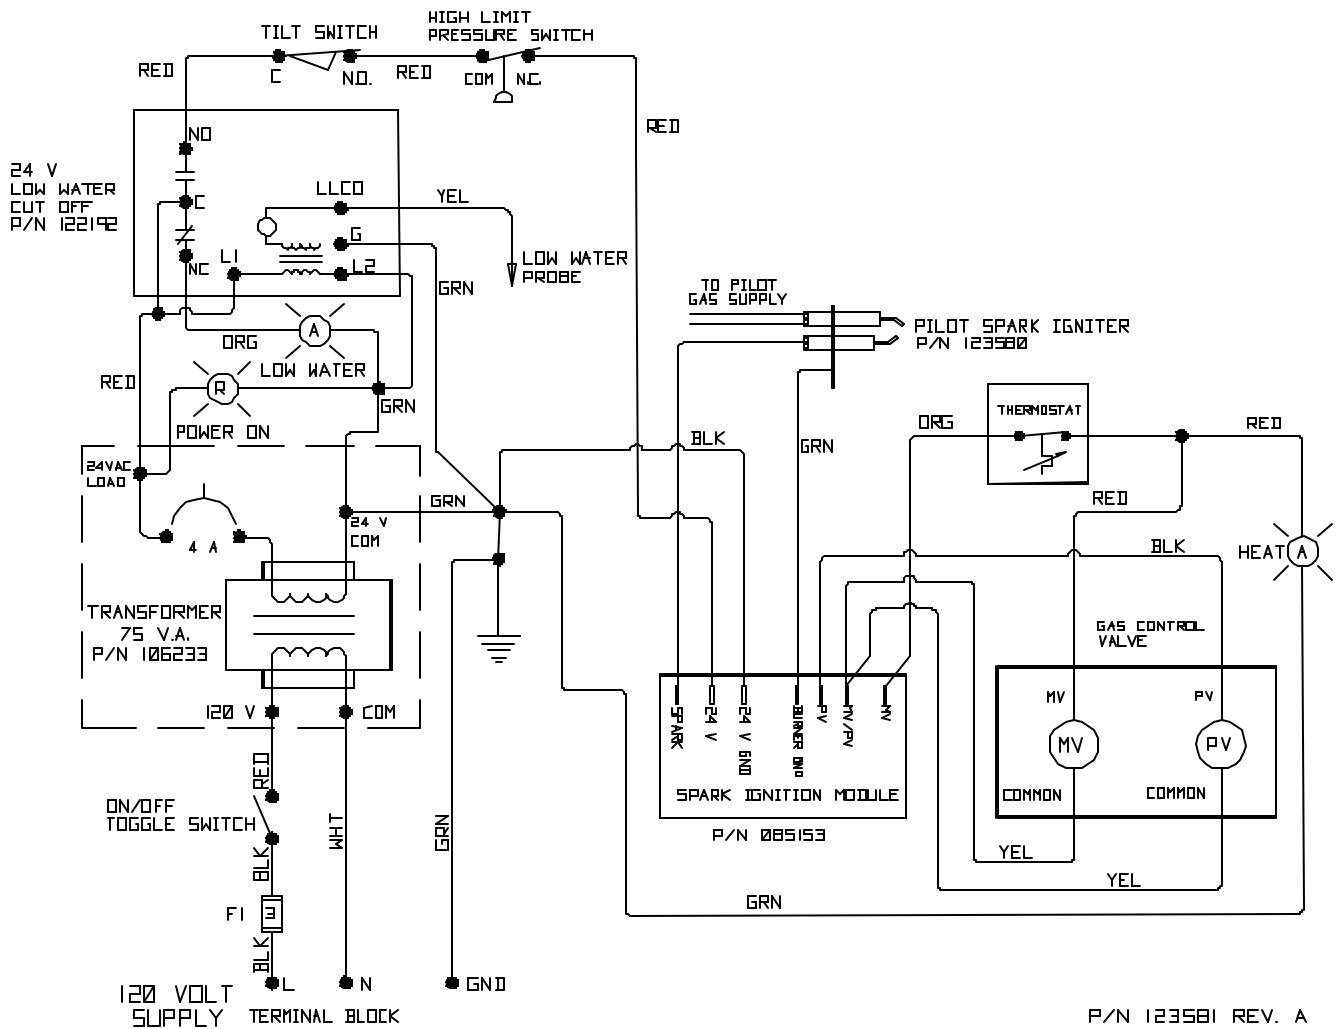 TILT SWITCH
HIGH LIMIT
PRESSURE SWITCH
RED
C
N.O.
RED
COM
N.C.
RED
24 V
LOW WATER
CUT OFF
P/N 122192
NO
C
NC
LLCO
G
L1
L2
YEL
LOW WATER
PROBE
GRN
ORG
A
LOW WATER
RED
R
POWER ON
GRN
24VAC
LOAD
4 A
24 V
COM
GRN
TRANSFORMER
75 V.A.
P/N 106233
120 V
COM
RED
ON/OFF
TOGGLE SWITCH
BLK
WHT
GRN
F1
3
BLK
L
N
GND
120 VOLT
SUPPLY
TERMINAL BLOCK
TO PILOT
GAS SUPPLY
PILOT SPARK IGNITER
P/N 123580
BLK
GRN
ORG
THERMOSTAT
RED
RED
BLK
HEAT
A
GAS CONTROL
VALVE
SPARK
24 V
24 V GND
BURNER GND
PV
MV/PV
MV
SPARK IGNITION MODULE
P/N 085153
MV
PV
MV
PV
COMMON
COMMON
YEL
YEL
GRN
P/N 123581 REV. A